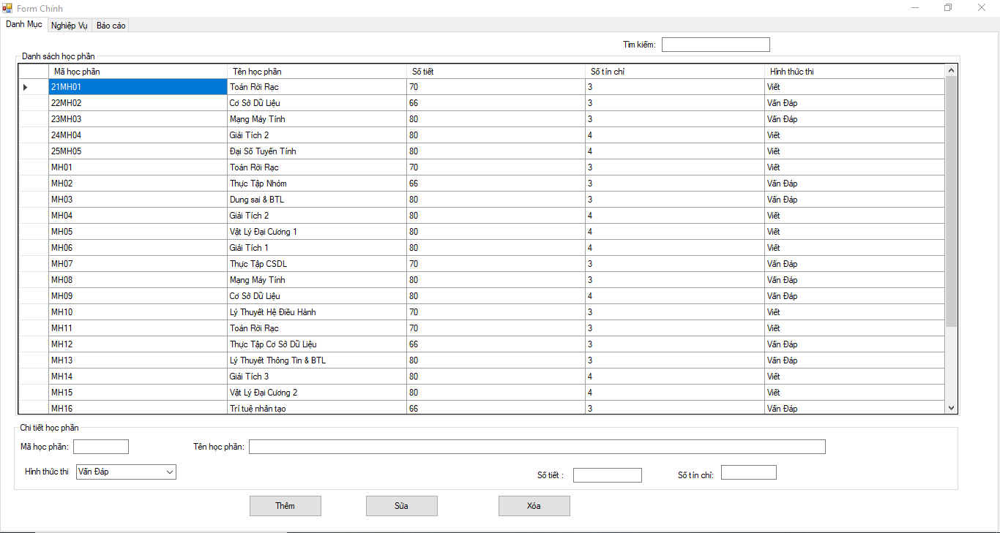 Form Chính
Danh Mục Nghiệp Vụ Báo cáo
Tìm kiếm:
Danh sách học phần
Mã học phần Tên học phần Số tiết Số tín chỉ Hình thức thi
21MH01 Toán Rời Rạc 70 3 Viết
22MH02 Cơ Sở Dữ Liệu 66 3 Vấn Đáp
23MH03 Mạng Máy Tính 80 3 Vấn Đáp
24MH04 Giải Tích 2 80 4 Viết
25MH05 Đại Số Tuyến Tính 80 4 Viết
MH01 Toán Rời Rạc 70 3 Viết
MH02 Thực Tập Nhóm 66 3 Vấn Đáp
MH03 Dung sai & BTL 80 3 Vấn Đáp
MH04 Giải Tích 2 80 4 Viết
MH05 Vật Lý Đại Cương 1 80 4 Viết
MH06 Giải Tích 1 80 4 Viết
MH07 Thực Tập CSDL 70 3 Vấn Đáp
MH08 Mạng Máy Tính 80 3 Vấn Đáp
MH09 Cơ Sở Dữ Liệu 80 4 Vấn Đáp
MH10 Lý Thuyết Hệ Điều Hành 70 3 Viết
MH11 Toán Rời Rạc 70 3 Viết
MH12 Thực Tập Cơ Sở Dữ Liệu 66 3 Vấn Đáp
MH13 Lý Thuyết Thông Tin & BTL 80 3 Vấn Đáp
MH14 Giải Tích 3 80 4 Viết
MH15 Vật Lý Đại Cương 2 80 4 Viết
MH16 Trí tuệ nhân tạo 66 3 Vấn Đáp
Chi tiết học phần
Mã học phần: Tên học phần:
Hình thức thi Vấn Đáp Số tiết : Số tín chỉ:
Thêm Sửa Xóa